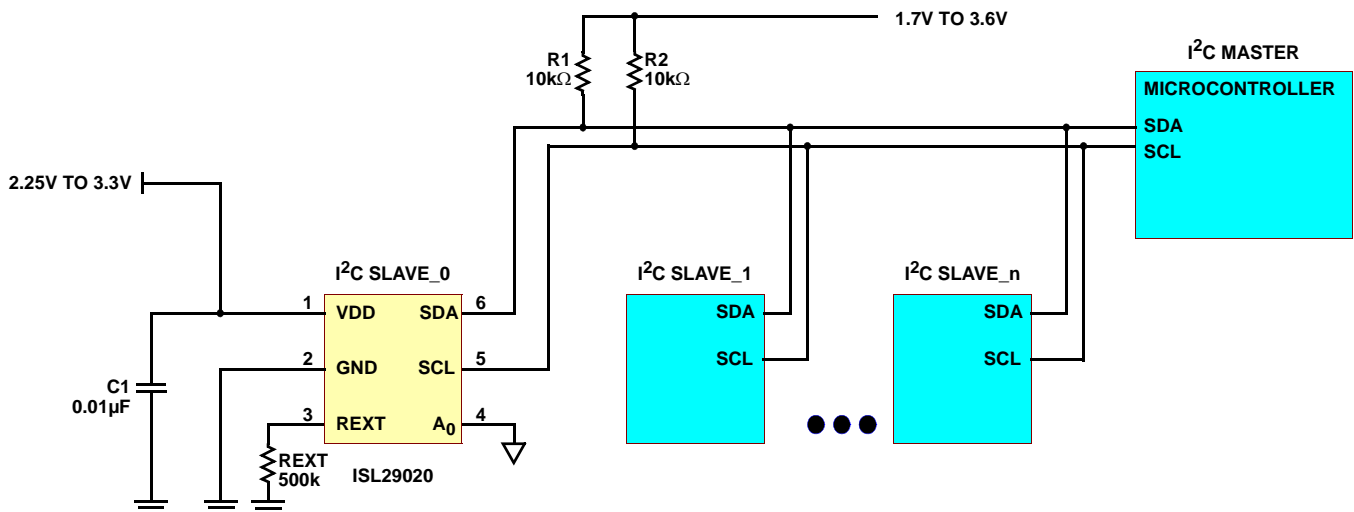 1.7V TO 3.6V
R1
10kΩ
R2
10kΩ
I²C MASTER
MICROCONTROLLER
SDA
SCL
2.25V TO 3.3V
I²C SLAVE_0
1
VDD
SDA
6
2
GND
SCL
5
3
REXT
A₀
4
C1
0.01µF
REXT
500k
ISL29020
I²C SLAVE_1
SDA
SCL
I²C SLAVE_n
SDA
SCL